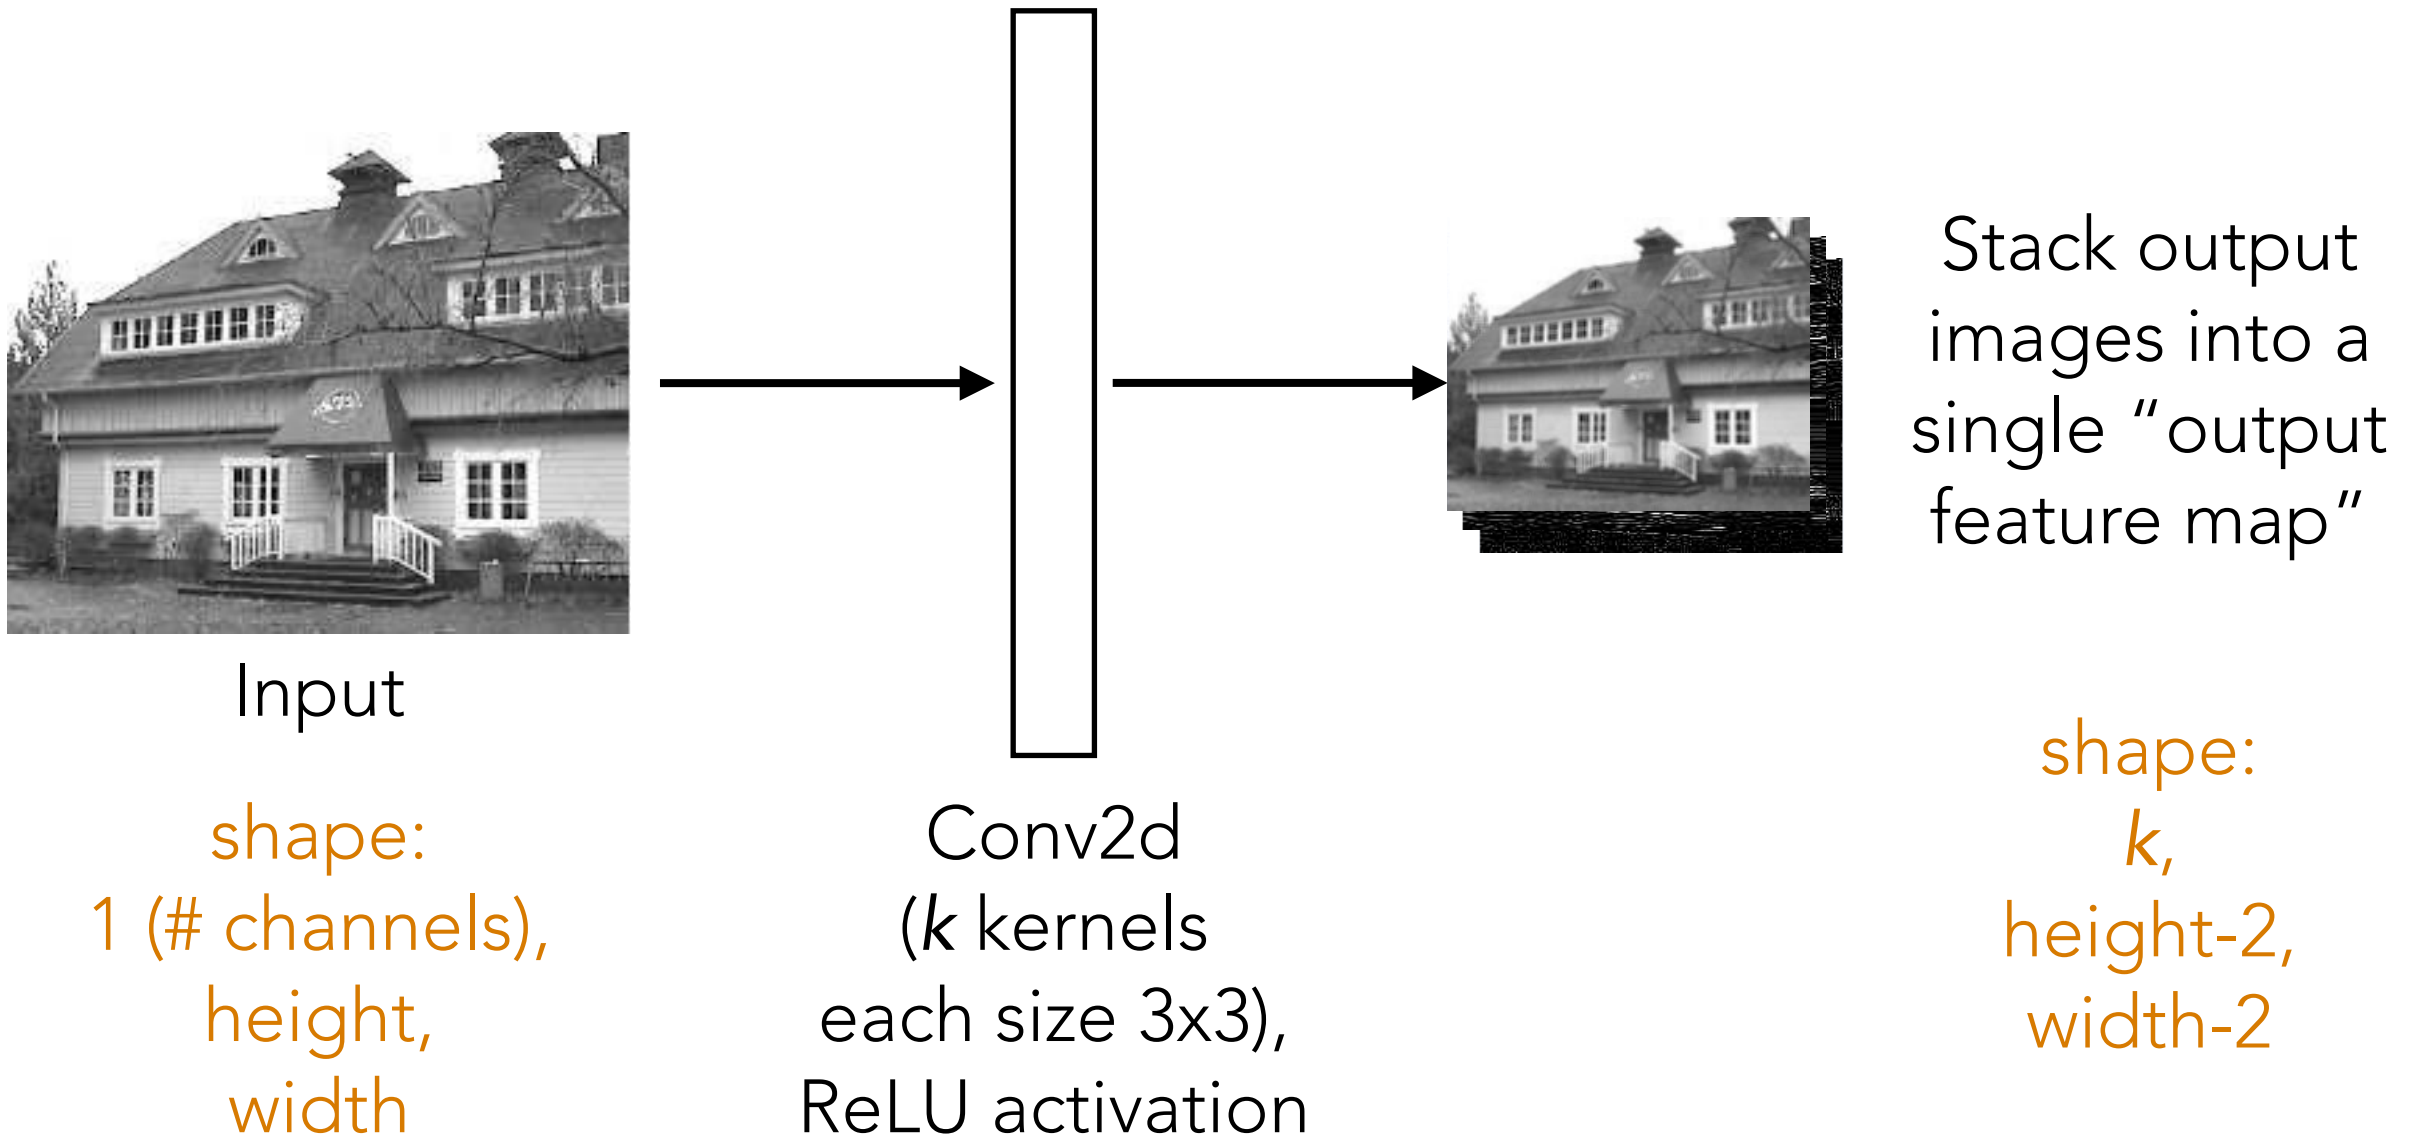 Input
shape:
1 (# channels),
height,
width
Conv2d
(k kernels
each size 3x3),
ReLU activation
Stack output
images into a
single “output
feature map”
shape:
k,
height-2,
width-2